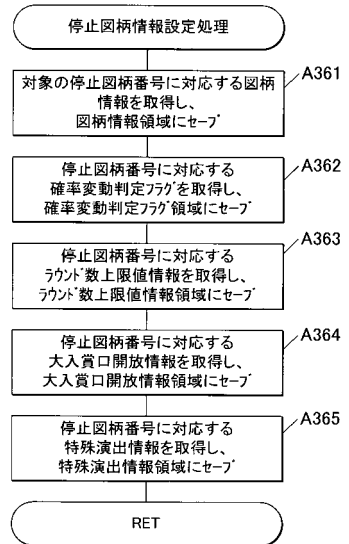 停止図柄情報設定処理
A361
対象の停止図柄番号に対応する図柄
情報を取得し、
図柄情報領域にセーブ
A362
停止図柄番号に対応する
確率変動判定フラグを取得し、
確率変動判定フラグ領域にセーブ
A363
停止図柄番号に対応する
ラウンド数上限値情報を取得し、
ラウンド数上限値情報領域にセーブ
A364
停止図柄番号に対応する
大入賞口開放情報を取得し、
大入賞口開放情報領域にセーブ
A365
停止図柄番号に対応する
特殊演出情報を取得し、
特殊演出情報領域にセーブ
RET